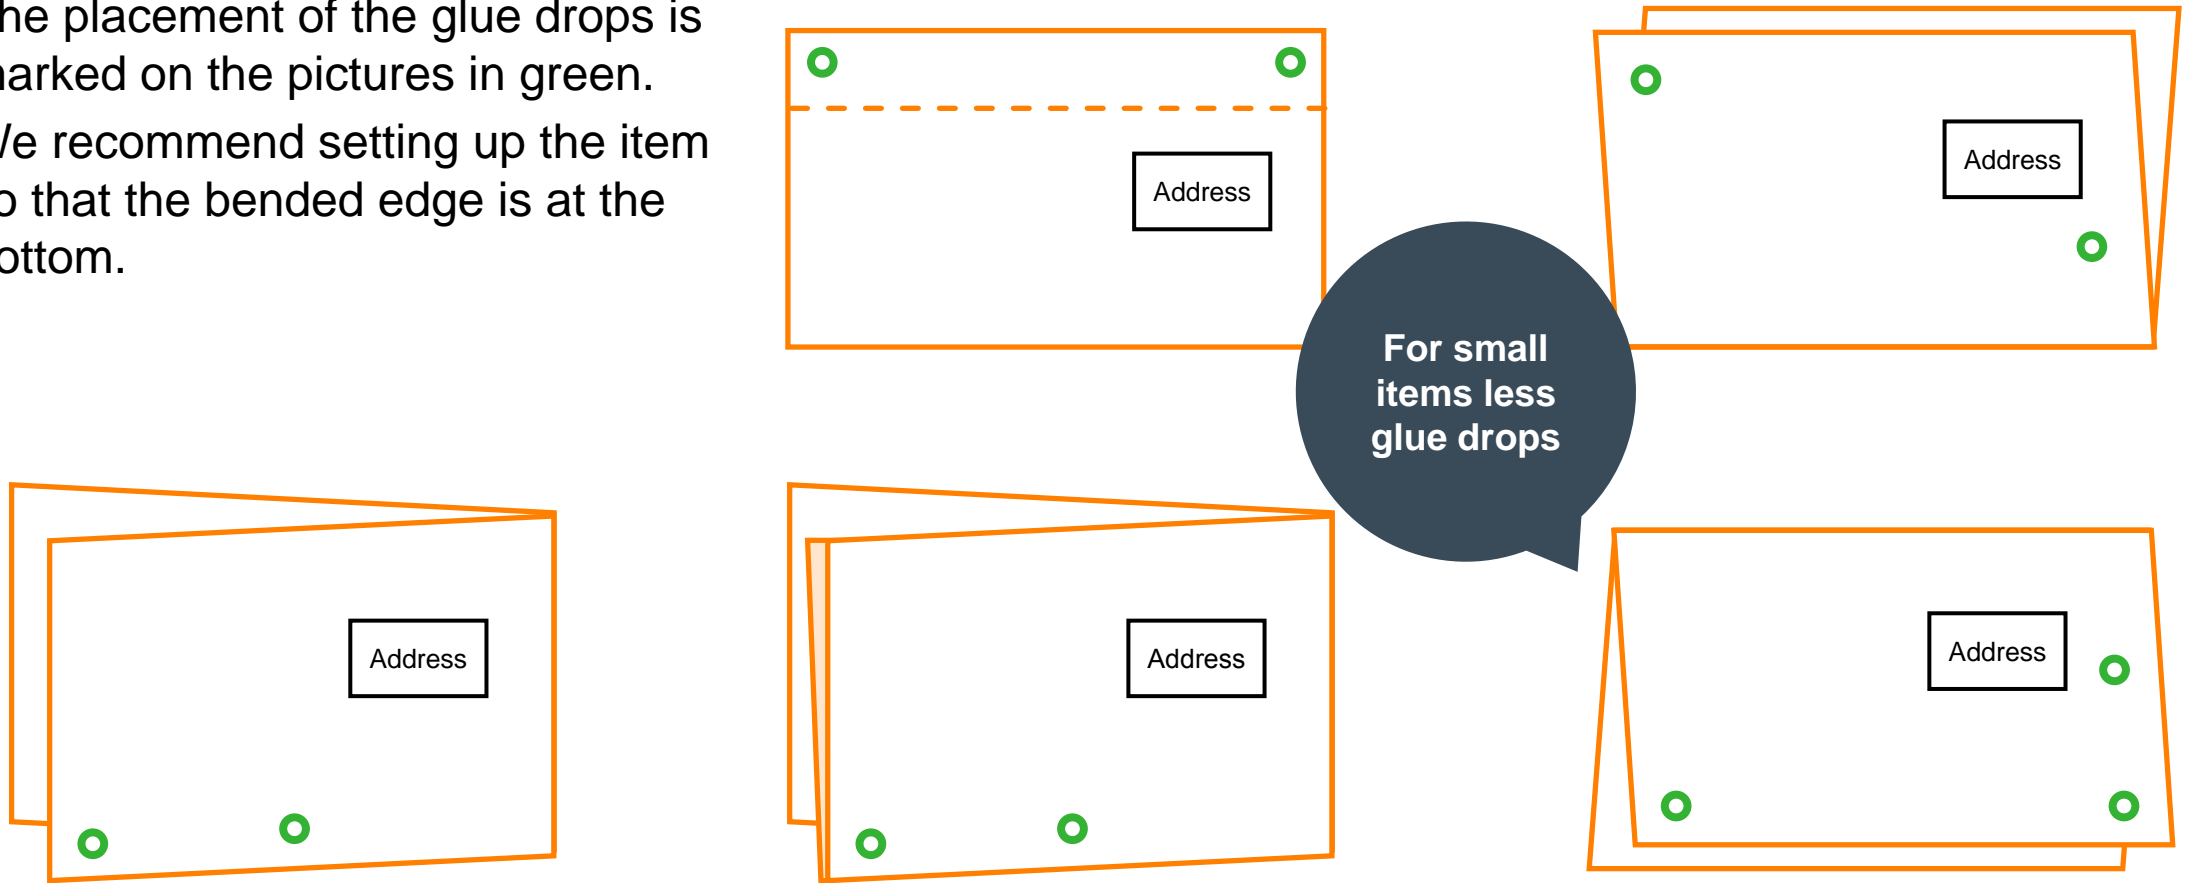 he placement of the glue drops is
arked on the pictures in green.
We recommend setting up the item
o that the bended edge is at the
ottom.
Address
Address
For small
items less
glue drops
Address
Address
Address